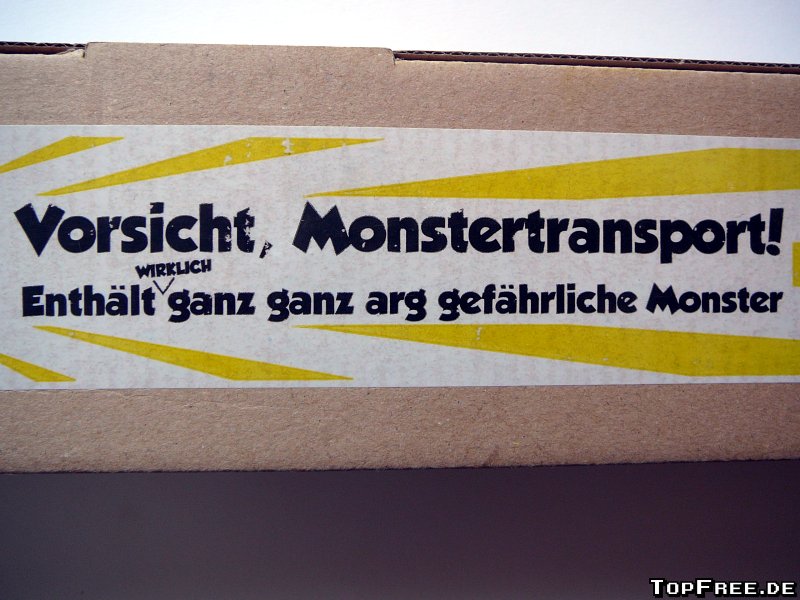 Vorsicht, Monstertransport!
WIRKLICH
Enthält ganz ganz arg gefährliche Monster
TopFree.de